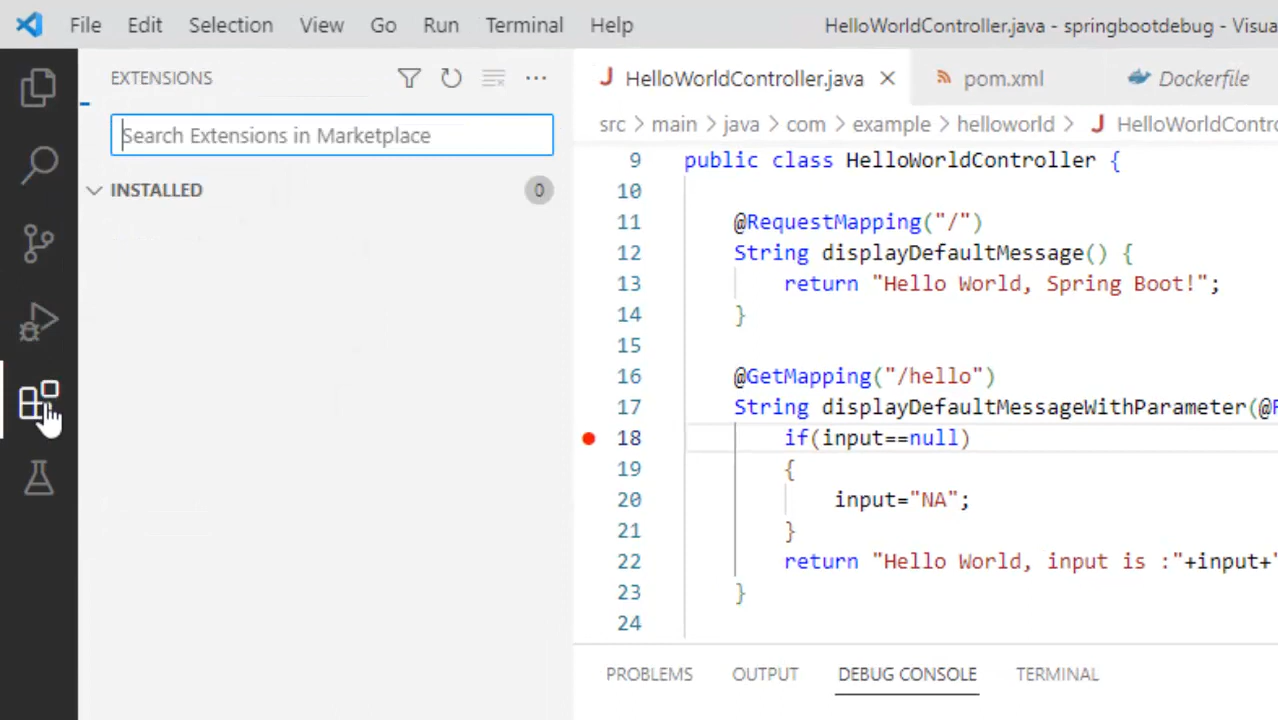 File Edit Selection View Go Run Terminal Help HelloWorldController.java - springbootdebug - Visua
EXTENSIONS
Search Extensions in Marketplace
INSTALLED 0
HelloWorldController.java pom.xml Dockerfile
src > main > java > com > example > helloworld > HelloWorldContro
9 public class HelloWorldController {
10
11 @RequestMapping("/")
12 String displayDefaultMessage() {
13 return "Hello World, Spring Boot!";
14 }
15
16 @GetMapping("/hello")
17 String displayDefaultMessageWithParameter(@R
18 if(input==null)
19 {
20 input="NA";
21 }
22 return "Hello World, input is :"+input+"
23 }
24
PROBLEMS OUTPUT DEBUG CONSOLE TERMINAL